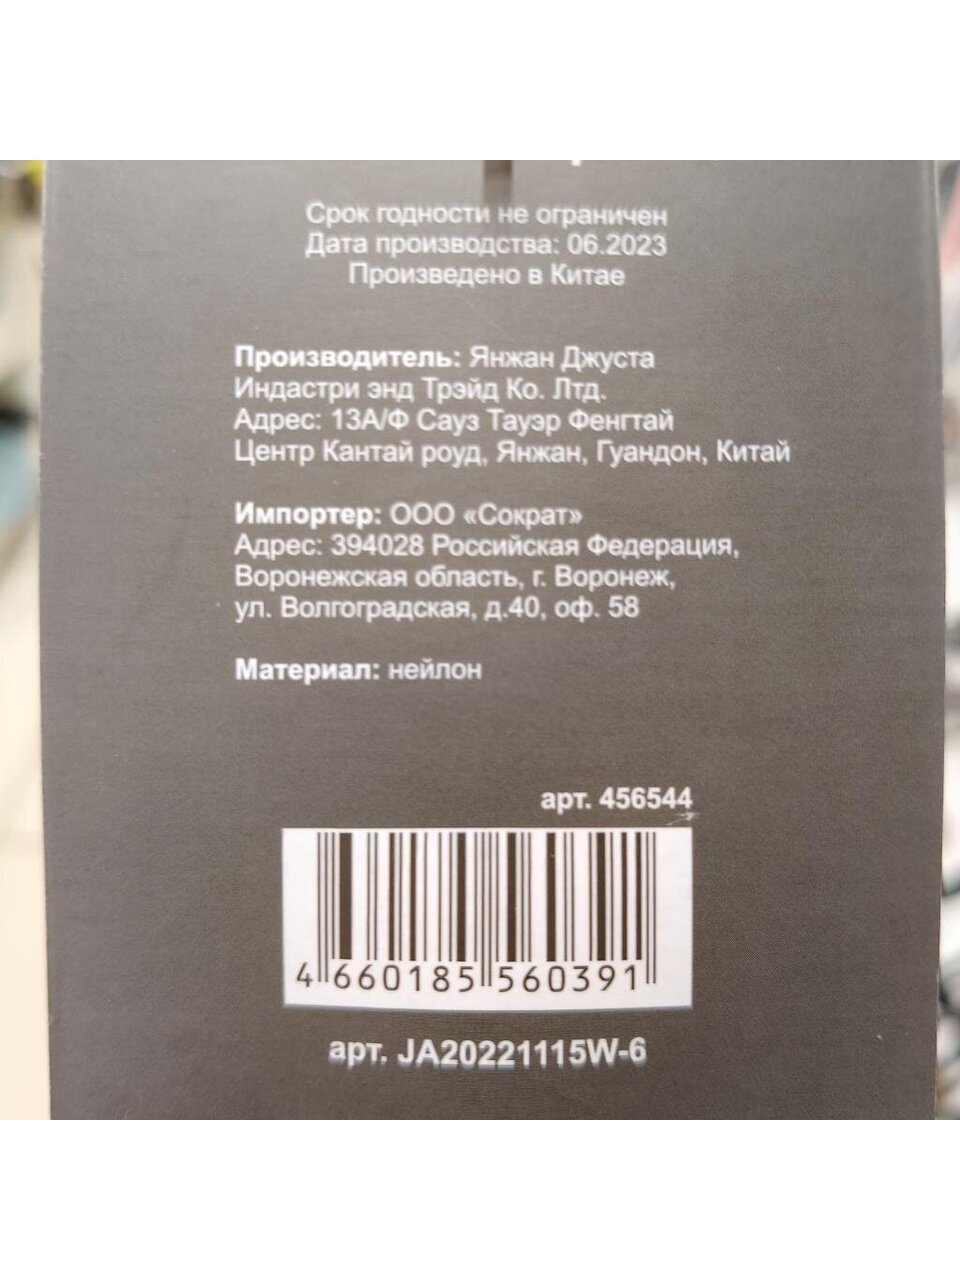 Срок годности не ограничен
Дата производства: 06.2023
Произведено в Китае
Производитель: Янжан Джуста
Индастри энд Трэйд Ко. Лтд.
Адрес: 13А/Ф Сауз Тауэр Фенгтай
Центр Кантай роуд, Янжан, Гуандон, Китай
Импортер: ООО «Сократ»
Адрес: 394028 Российская Федерация,
Воронежская область, г. Воронеж,
ул. Волгоградская, д.40, оф. 58
Материал: нейлон
арт. 456544
4 660185 560391
арт. JA20221115W-6